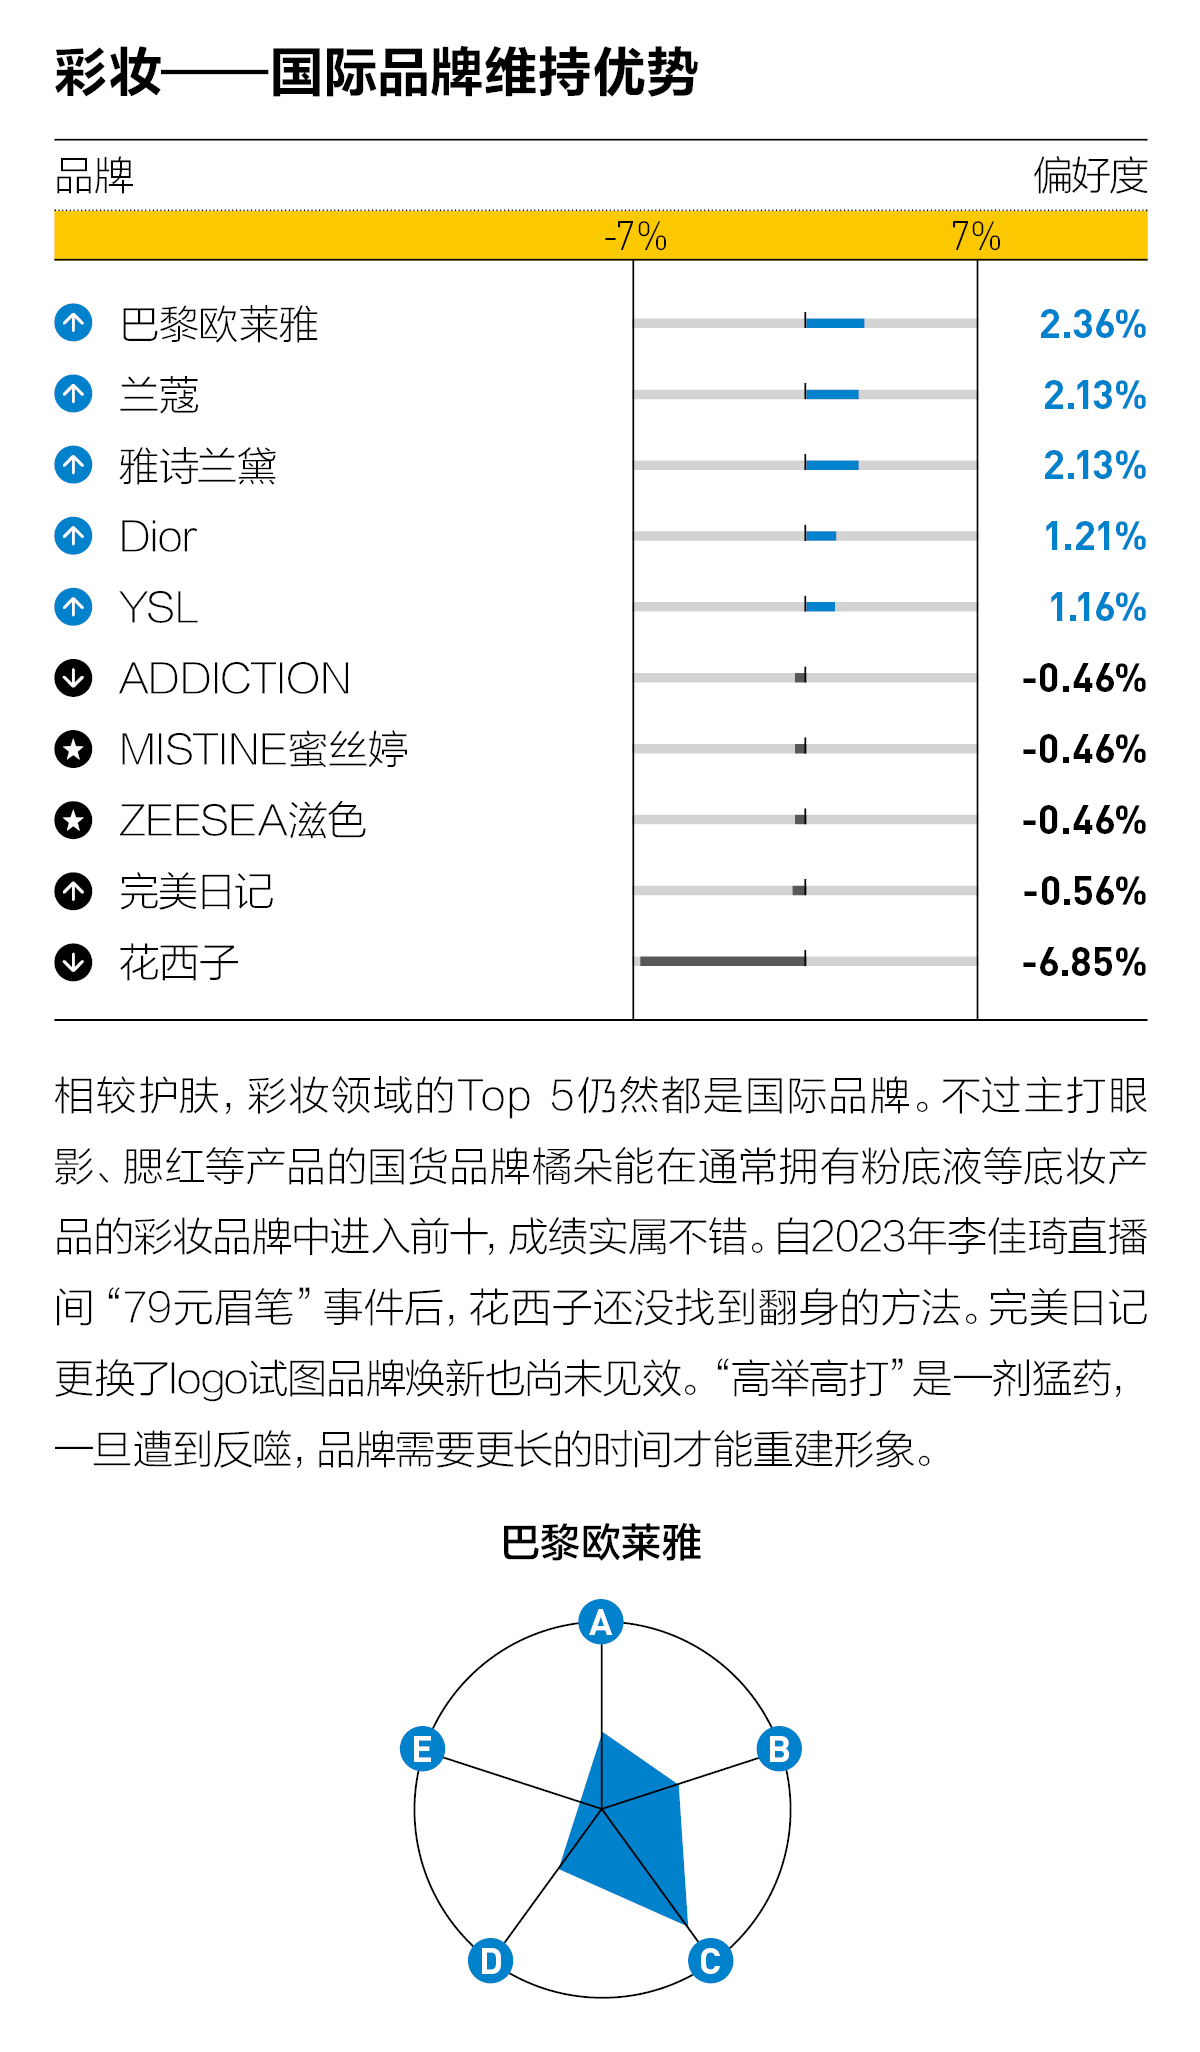 彩妆——国际品牌维持优势
品牌 偏好度
-7% 7%
巴黎欧莱雅 2.36%
兰蔻 2.13%
雅诗兰黛 2.13%
Dior 1.21%
YSL 1.16%
ADDICTION -0.46%
MISTINE蜜丝婷 -0.46%
ZEESEA滋色 -0.46%
完美日记 -0.56%
花西子 -6.85%
相较护肤，彩妆领域的Top 5仍然都是国际品牌。不过主打眼
影、腮红等产品的国货品牌橘朵能在通常拥有粉底液等底妆产
品的彩妆品牌中进入前十，成绩实属不错。自2023年李佳琦直播
间“79元眉笔”事件后，花西子还没找到翻身的方法。完美日记
更换了logo试图品牌焕新也尚未见效。“高举高打”是一剂猛药，
一旦遭到反噬，品牌需要更长的时间才能重建形象。
巴黎欧莱雅
A
B
C
D
E